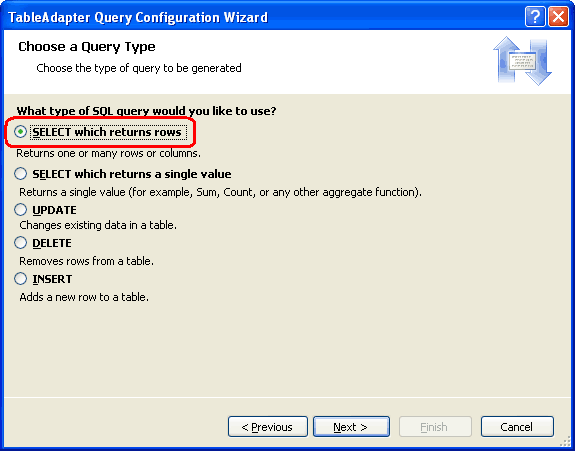 TableAdapter Query Configuration Wizard
?
Choose a Query Type
Choose the type of query to be generated
What type of SQL query would you like to use?
SELECT which returns rows
Returns one or many rows or columns.
SELECT which returns a single value
Returns a single value (for example, Sum, Count, or any other aggregate function).
UPDATE
Changes existing data in a table.
DELETE
Removes rows from a table.
INSERT
Adds a new row to a table.
< Previous
Next >
Finish
Cancel